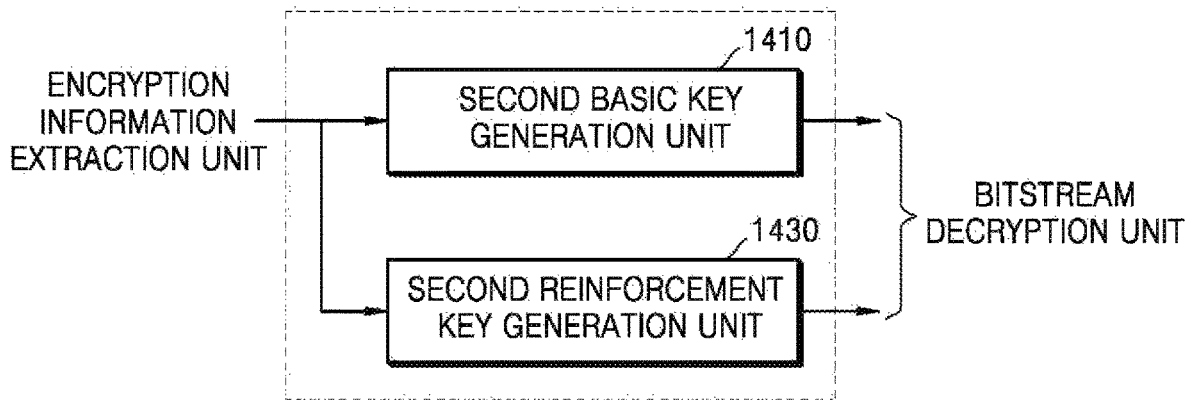 1410
ENCRYPTION
INFORMATION
EXTRACTION UNIT
SECOND BASIC KEY
GENERATION UNIT
BITSTREAM
DECRYPTION UNIT
1430
SECOND REINFORCEMENT
KEY GENERATION UNIT